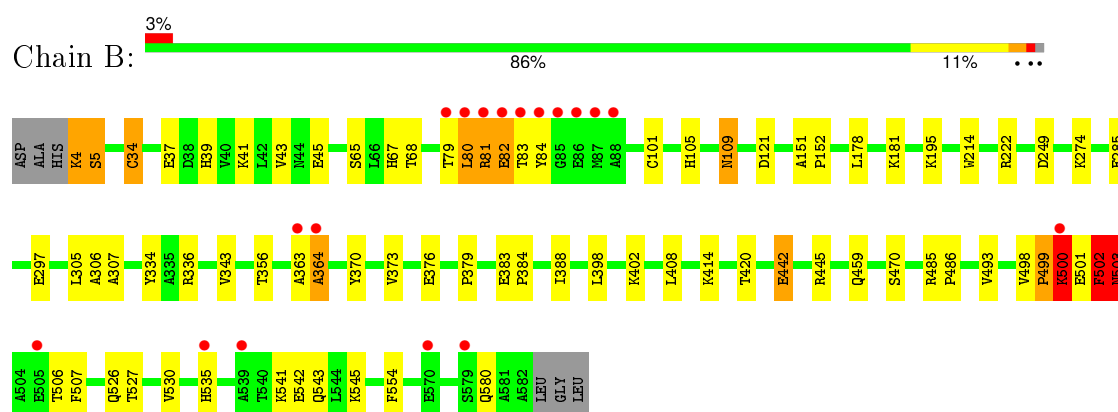 3%
Chain B:
86% 11% • ••
ASP ALA HIS K4 S5 C34 E37 D38 H39 V40 K41 L42 V43 N44 E45 S65 L66 H67 T68 T79 L80 R81 E82 T83 Y84 G85 E86 M87 A88 C101 H105 N109 D121 A151 P152 L178 K181 K195 W214 R222 D249 K274
E297 L305 A306 A307 Y334 A335 R336 V343 T356 A363 A364 Y370 V373 E376 P379 E383 P384 I388 L398 K402 L408 K414 T420 E442 R445 Q459 S470 R485 P486 V493 V498 P499 K500 E501 F502 N503
A504 E505 T506 F507 Q526 T527 V530 H535 A539 T540 K541 E542 Q543 L544 K545 F554 E570 S579 Q580 A581 A582 LEU GLY LEU